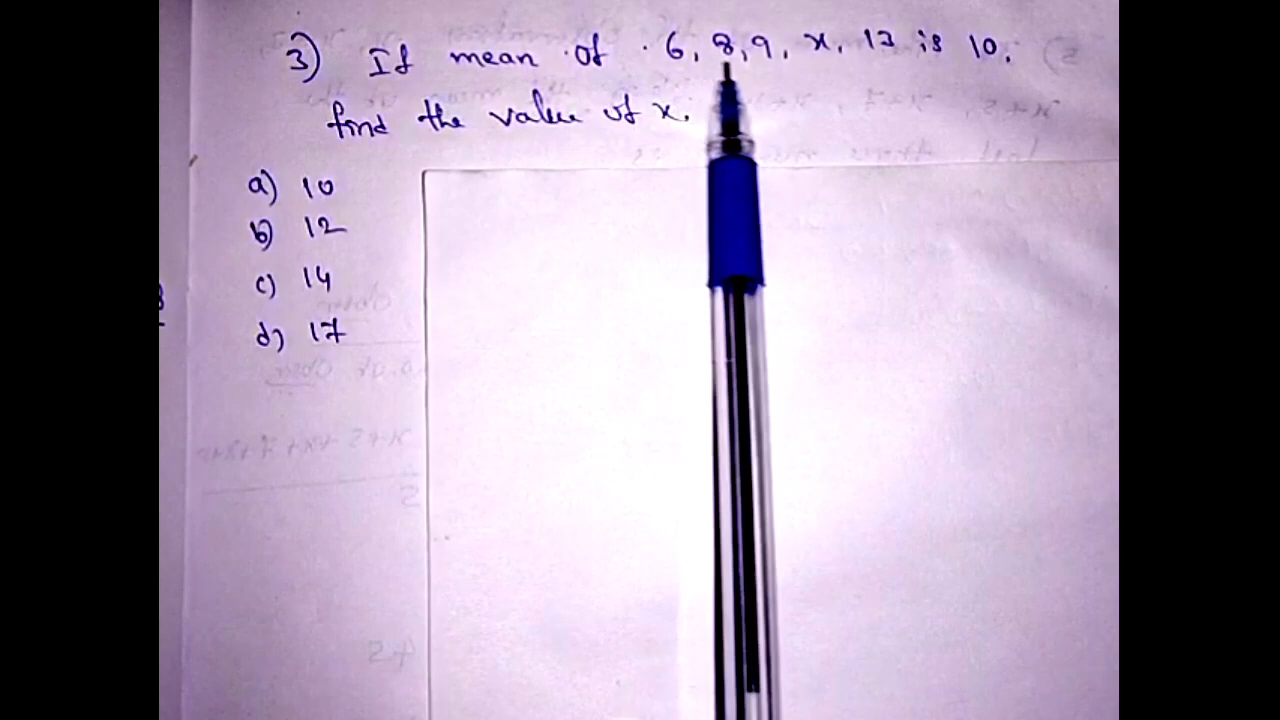 3) If mean of 6, 8, 9, x, 13 is 10.
find the value of x.
a) 10
b) 12
c) 14
d) 17